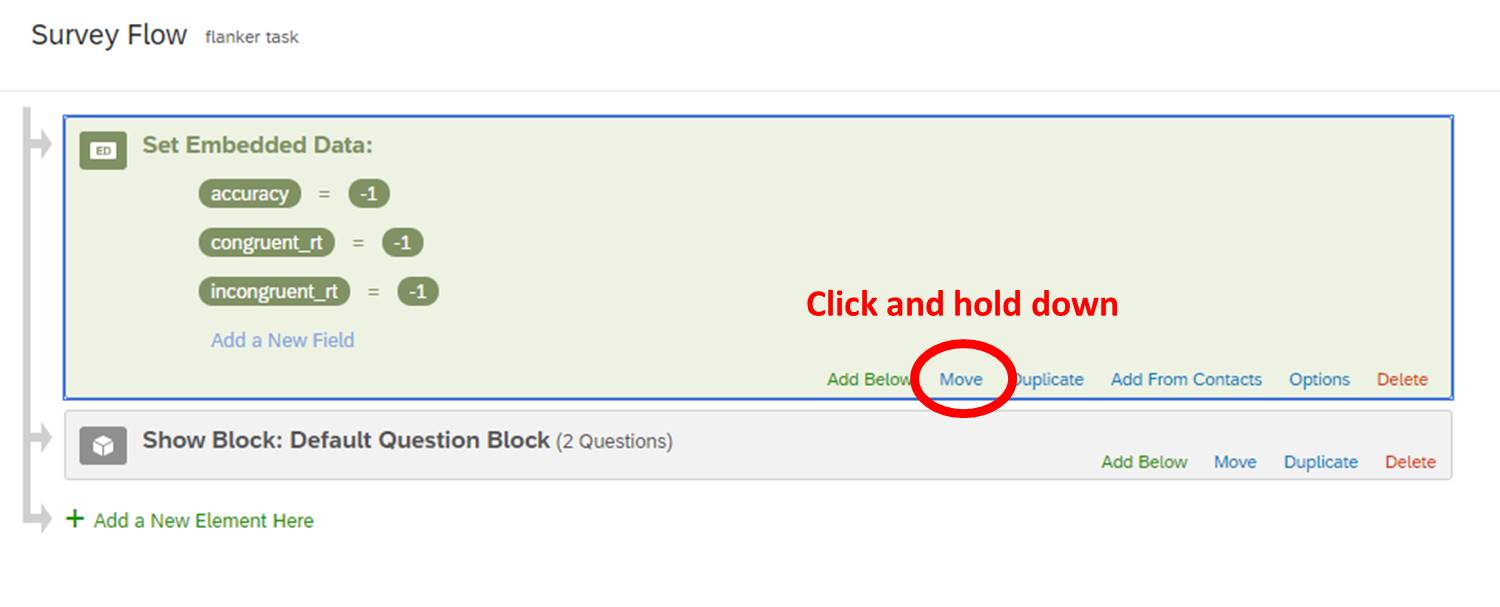 Survey Flow flanker task
ED Set Embedded Data:
accuracy = -1
congruent_rt = -1
incongruent_rt = -1
Click and hold down
Add a New Field
Add Below Move Duplicate Add From Contacts Options Delete
Show Block: Default Question Block (2 Questions)
Add Below Move Duplicate Delete
+ Add a New Element Here